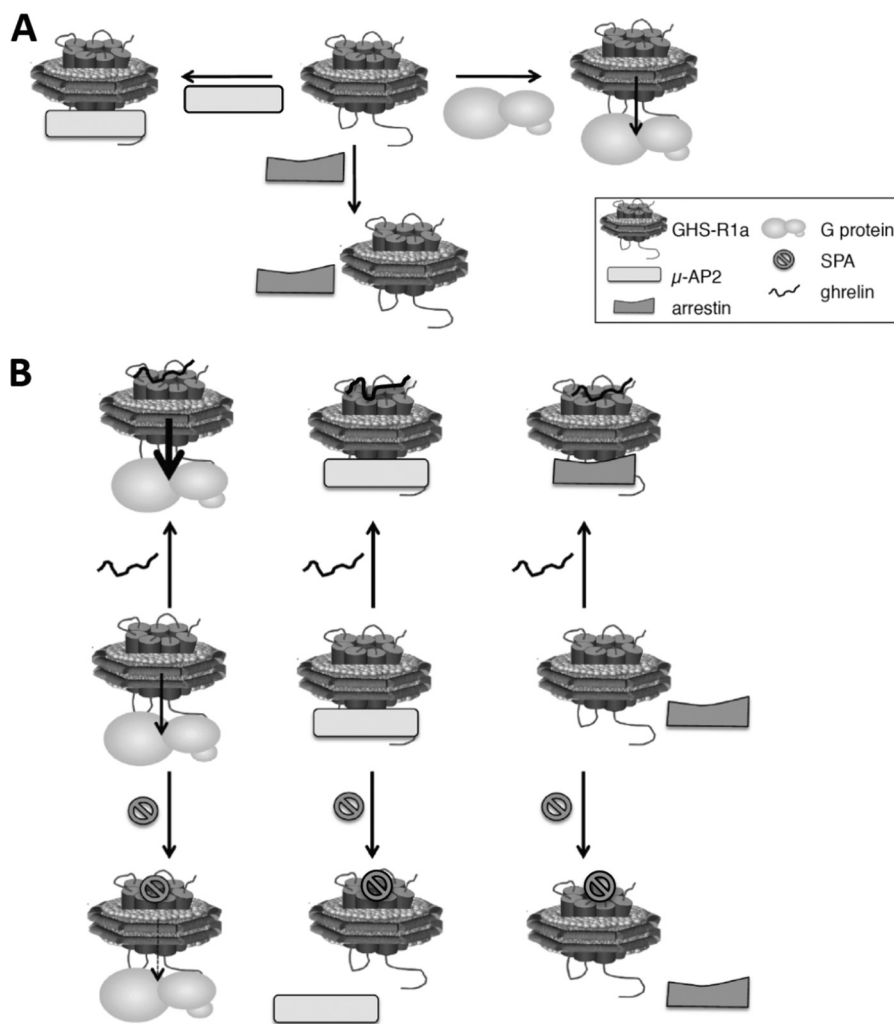 A
GHS-R1a
G protein
SPA
μ-AP2
ghrelin
arrestin
B